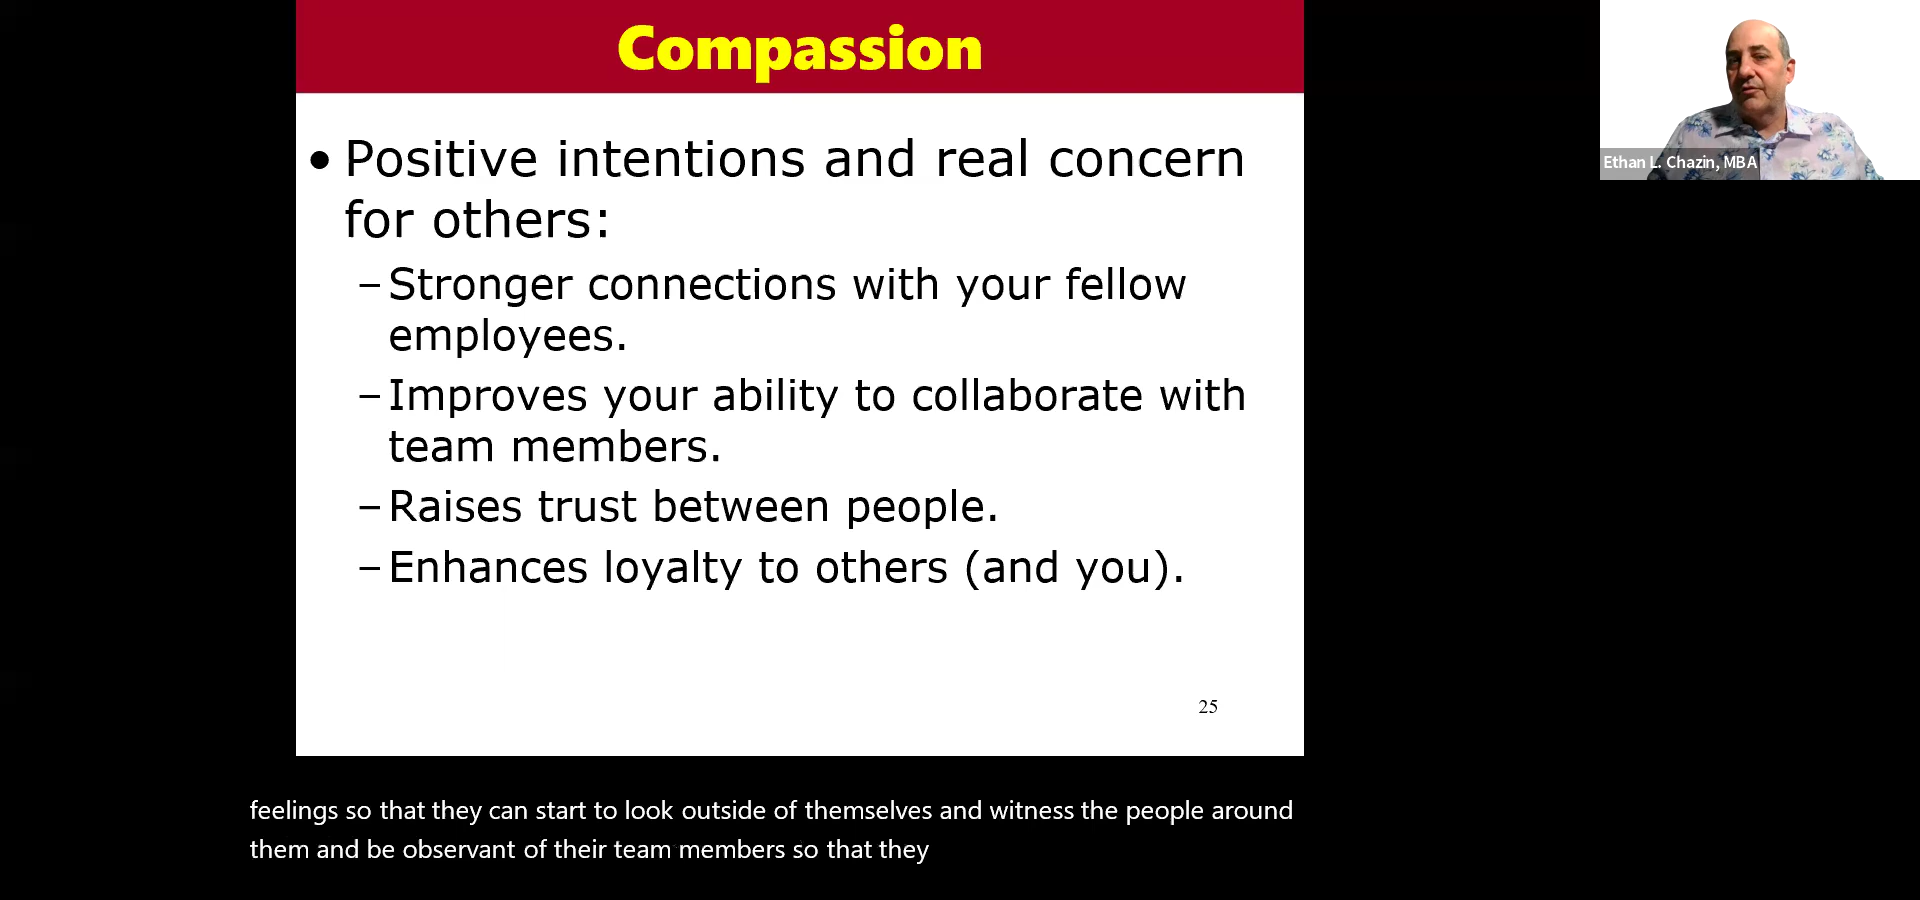 Compassion
• Positive intentions and real concern
for others:
–Stronger connections with your fellow
employees.
–Improves your ability to collaborate with
team members.
–Raises trust between people.
–Enhances loyalty to others (and you).
25
Ethan L. Chazin, MBA
feelings so that they can start to look outside of themselves and witness the people around
them and be observant of their team members so that they